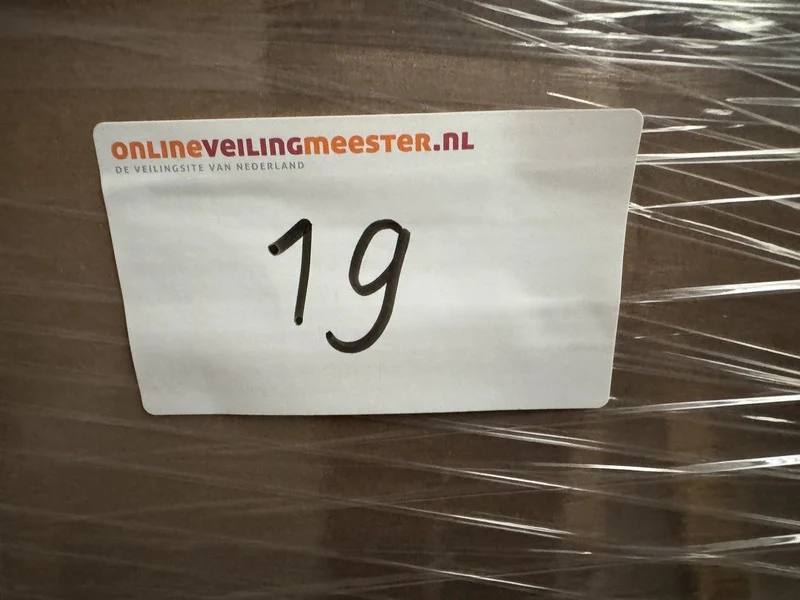 ONLINEVEILINGMEESTER.NL
DE VEILINGSITE VAN NEDERLAND
19